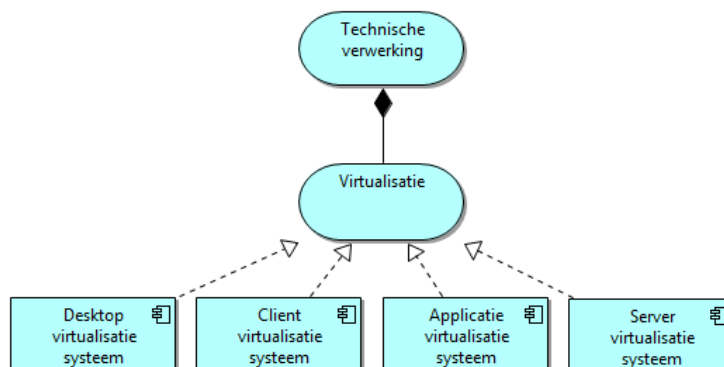 Technische
verwerking
Virtualisatie
Desktop
virtualisatie
systeem
Client
virtualisatie
systeem
Applicatie
virtualisatie
systeem
Server
virtualisatie
systeem